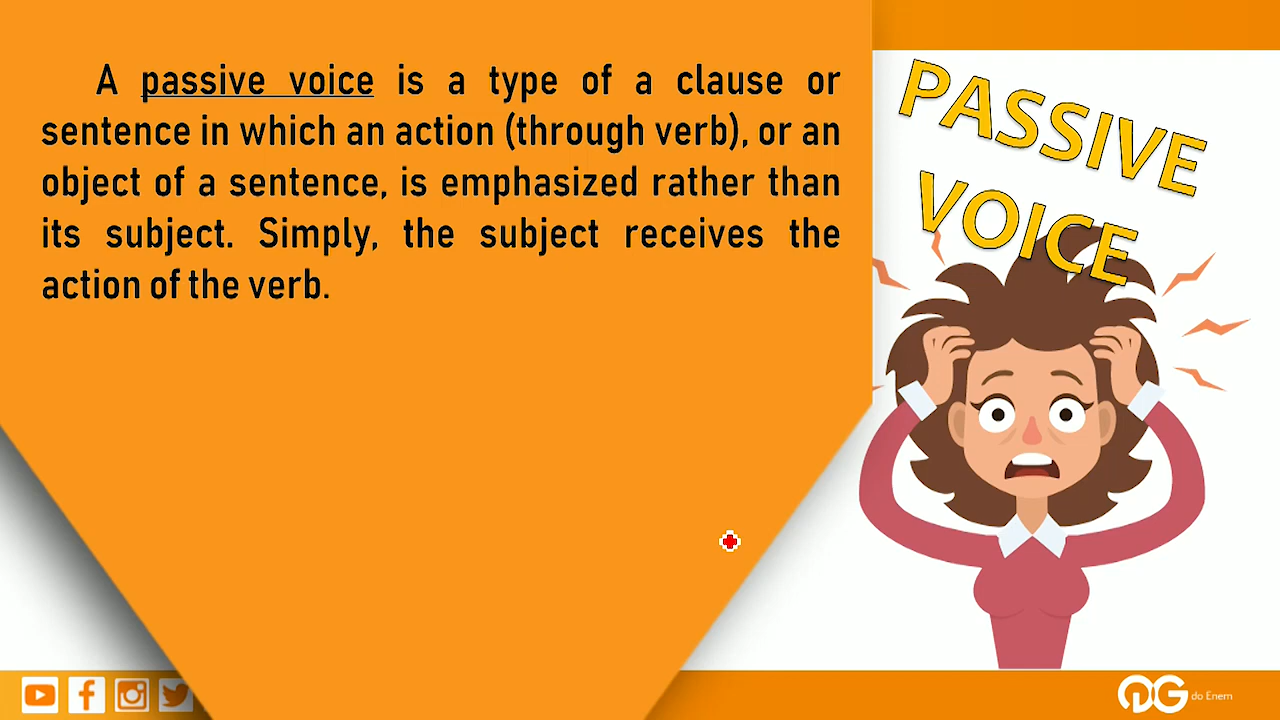 A passive voice is a type of a clause or
sentence in which an action (through verb), or an
object of a sentence, is emphasized rather than
its subject. Simply, the subject receives the
action of the verb.
PASSIVE
VOICE
QG do Enem